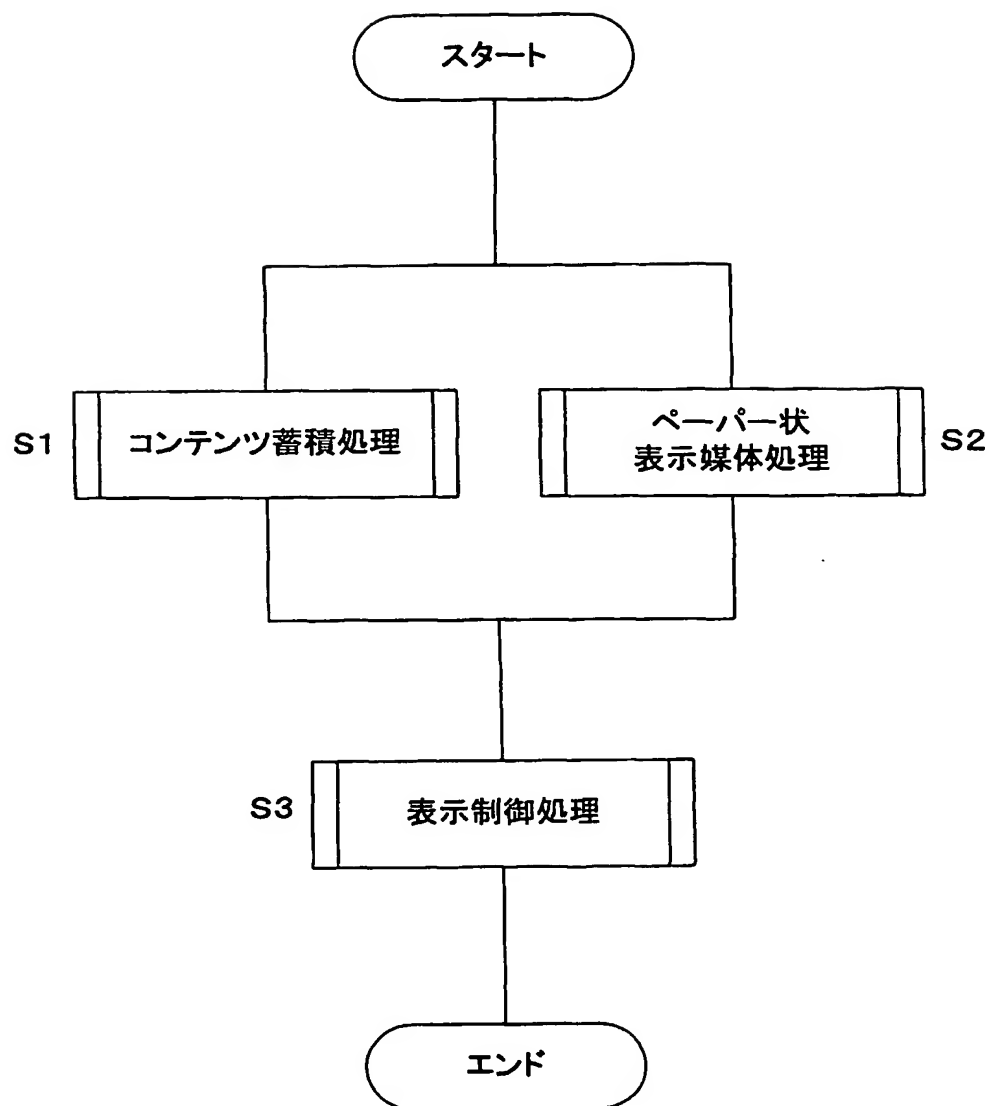 スタート
S1
コンテンツ蓄積処理
ペーパー状
表示媒体処理
S2
S3
表示制御処理
エンド